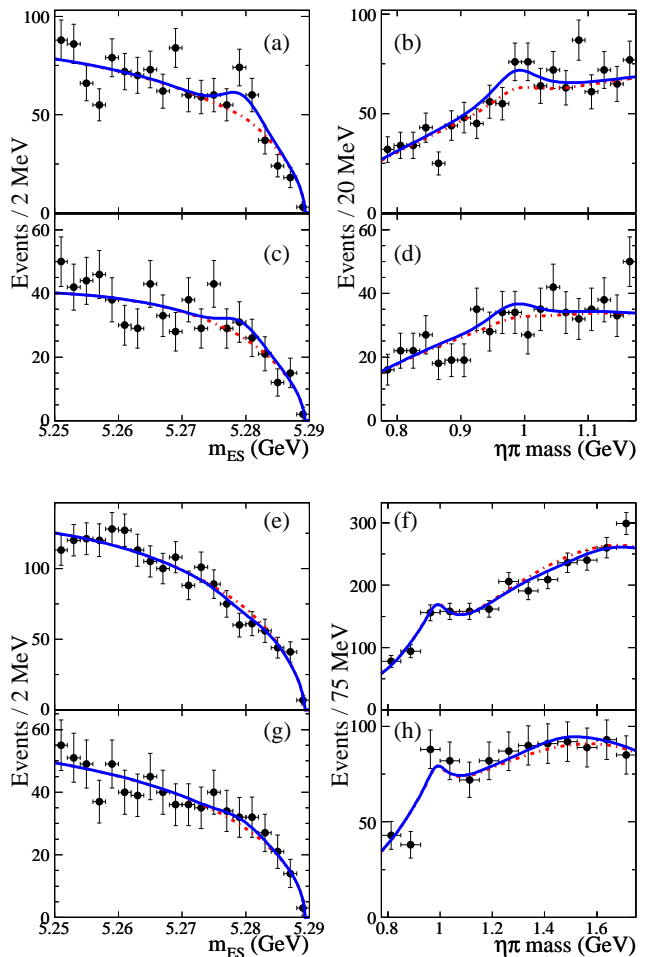 100
50
0
(a)
Events / 2 MeV
60
40
20
0
(c)
5.25
5.26
5.27
5.28
5.29
m_ES (GeV)
100
50
0
(b)
Events / 20 MeV
60
40
20
0
(d)
0.8
0.9
1
1.1
ηπ mass (GeV)
100
50
0
(e)
Events / 2 MeV
60
40
20
0
(g)
5.25
5.26
5.27
5.28
5.29
m_ES (GeV)
300
200
100
0
(f)
Events / 75 MeV
100
50
0
(h)
0.8
1
1.2
1.4
1.6
ηπ mass (GeV)